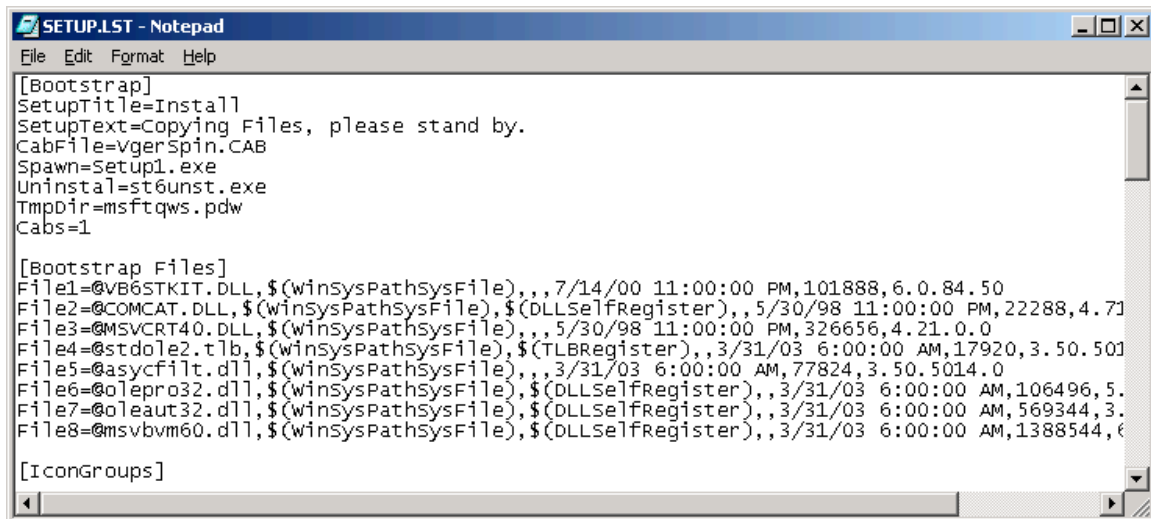 SETUP.LST - Notepad
File Edit Format Help
[Bootstrap]
SetupTitle=Install
SetupText=Copying Files, please stand by.
CabFile=VgerSpin.CAB
Spawn=Setup1.exe
Uninstal=st6unst.exe
TmpDir=msftqws.pdw
Cabs=1
[Bootstrap Files]
File1=@VB6STKIT.DLL,$(WinSysPathSysFile),,,7/14/00 11:00:00 PM,101888,6.0.84.50
File2=@COMCAT.DLL,$(WinSysPathSysFile),$(DLLSelfRegister),,5/30/98 11:00:00 PM,22288,4.71
File3=@MSVCRT40.DLL,$(WinSysPathSysFile),,,5/30/98 11:00:00 PM,326656,4.21.0.0
File4=@stdole2.tlb,$(WinSysPathSysFile),$(TLBRegister),,3/31/03 6:00:00 AM,17920,3.50.501
File5=@asycfilt.dll,$(WinSysPathSysFile),,,3/31/03 6:00:00 AM,77824,3.50.5014.0
File6=@olepro32.dll,$(WinSysPathSysFile),$(DLLSelfRegister),,3/31/03 6:00:00 AM,106496,5.
File7=@oleaut32.dll,$(WinSysPathSysFile),$(DLLSelfRegister),,3/31/03 6:00:00 AM,569344,3.
File8=@msvbvm60.dll,$(WinSysPathSysFile),$(DLLSelfRegister),,3/31/03 6:00:00 AM,1388544,6
[IconGroups]